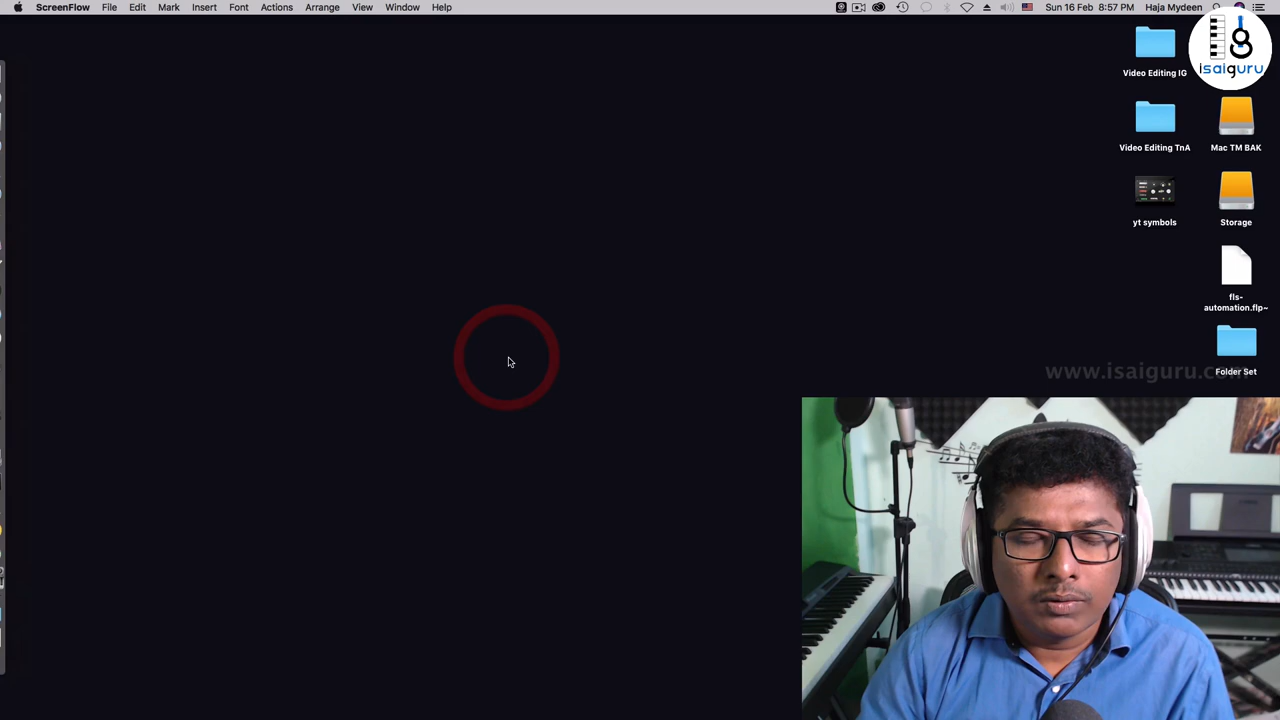 ScreenFlow File Edit Mark Insert Font Actions Arrange View Window Help Sun 16 Feb 8:57 PM Haja Mydeen
isaiguru
Video Editing IG
Video Editing TnA
Mac TM BAK
yt symbols
Storage
fls-
automation.flp~
www.isaiguru.com
Folder Set